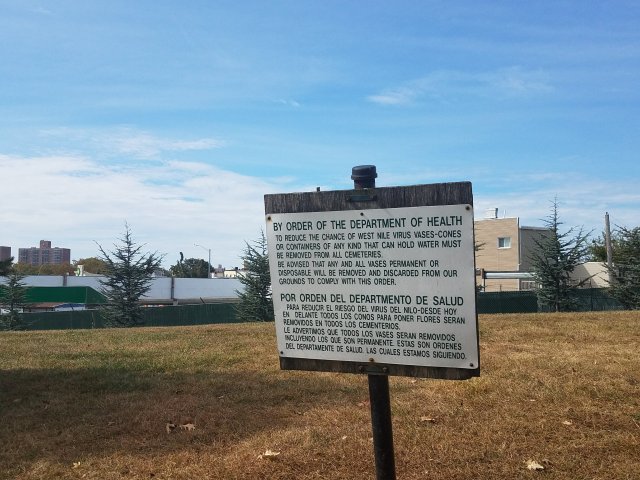 BY ORDER OF THE DEPARTMENT OF HEALTH
TO REDUCE THE CHANCE OF WEST NILE VIRUS VASES-CONES
OR CONTAINERS OF ANY KIND THAT CAN HOLD WATER MUST
BE REMOVED FROM ALL CEMETERIES.
BE ADVISED THAT ANY AND ALL VASES PERMANENT OR
DISPOSABLE WILL BE REMOVED AND DISCARDED FROM OUR
GROUNDS TO COMPLY WITH THIS ORDER.
POR ORDEN DEL DEPARTMENTO DE SALUD
PARA REDUCIR EL RIESGO DEL VIRUS DEL NILO-DESDE HOY
EN DELANTE TODOS LOS CONOS PARA PONER FLORES SERAN
REMOVIDOS EN TODOS LOS CEMENTERIOS.
LE ADVERTIMOS QUE TODOS LOS VASES SERAN REMOVIDOS
INCLUYENDO LOS QUE SON PERMANENTE. ESTAS SON ORDENES
DEL DEPARTAMENTE DE SALUD. LAS CUALES ESTAMOS SIGUIENDO.